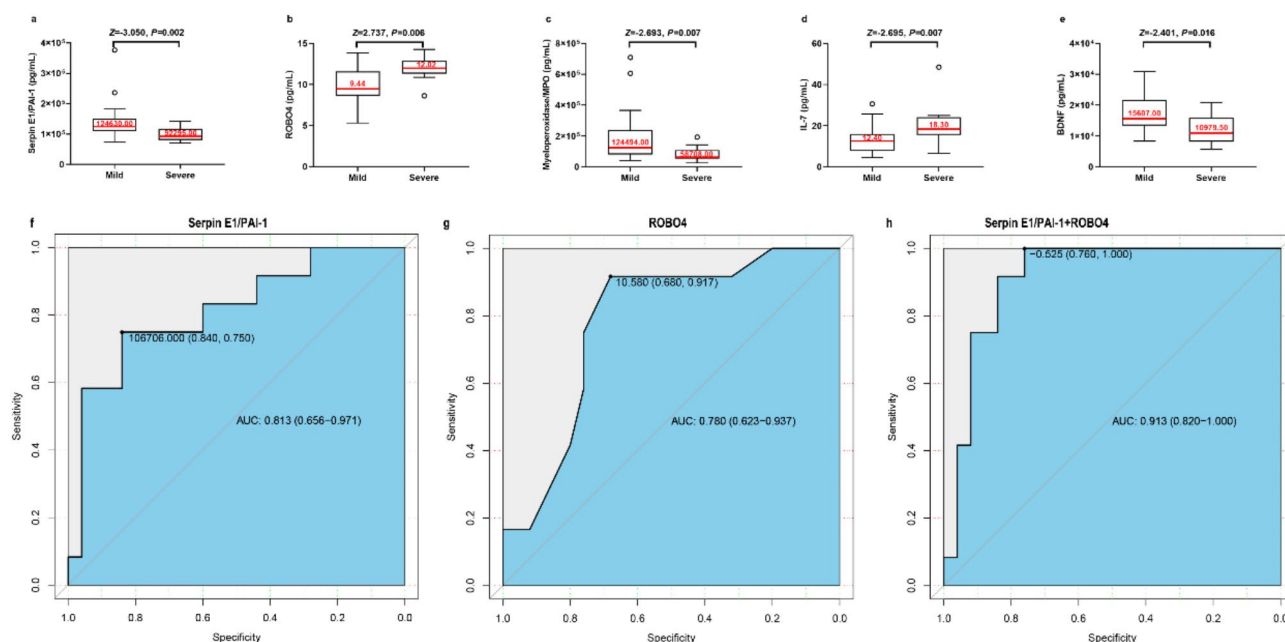 a
Z=-3.050, P=0.002
Serpin E1/PAI-1 (pg/mL)
4×10⁵
3×10⁵
2×10⁵
1×10⁵
0
124630.00
92295.00
Mild
Severe
b
Z=2.737, P=0.006
ROBO4 (pg/mL)
15
10
5
0
9.44
12.02
Mild
Severe
c
Z=-2.693, P=0.007
Myeloperoxidase/MPO (pg/mL)
8×10⁵
6×10⁵
4×10⁵
2×10⁵
0
124494.00
58708.00
Mild
Severe
d
Z=-2.695, P=0.007
IL-7 (pg/mL)
60
40
20
0
12.40
18.30
Mild
Severe
e
Z=-2.401, P=0.016
BDNF (pg/mL)
4×10⁴
3×10⁴
2×10⁴
1×10⁴
0
15607.00
10979.50
Mild
Severe
f
Serpin E1/PAI-1
Sensitivity
1.0
0.8
0.6
0.4
0.2
0.0
106706.000 (0.840, 0.750)
AUC: 0.813 (0.656−0.971)
1.0 0.8 0.6 0.4 0.2 0.0
Specificity
g
ROBO4
Sensitivity
1.0
0.8
0.6
0.4
0.2
0.0
10.580 (0.680, 0.917)
AUC: 0.780 (0.623−0.937)
1.0 0.8 0.6 0.4 0.2 0.0
Specificity
h
Serpin E1/PAI-1+ROBO4
Sensitivity
1.0
0.8
0.6
0.4
0.2
0.0
−0.525 (0.760, 1.000)
AUC: 0.913 (0.820−1.000)
1.0 0.8 0.6 0.4 0.2 0.0
Specificity